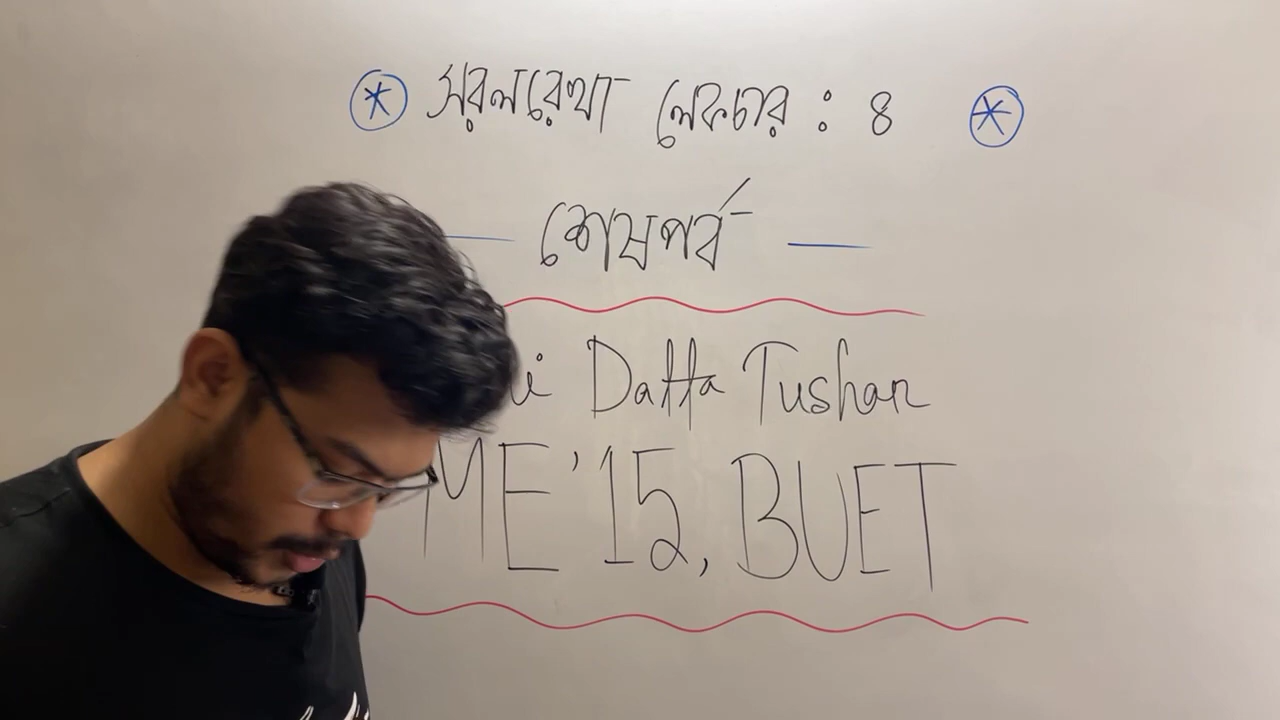 সরলরেখা লেকচার : ৪
শেষপর্ব
Datta Tushar
ME '15, BUET